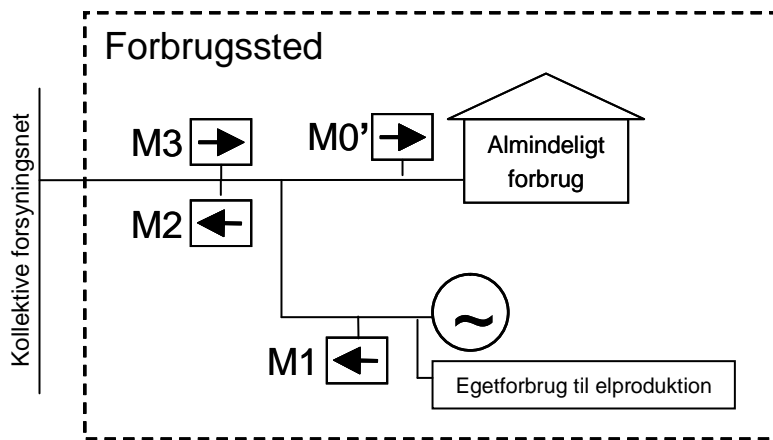 Forbrugssted
Kollektive forsyningsnet
M3
M0’
Almindeligt
forbrug
M2
~
M1
Egetforbrug til elproduktion